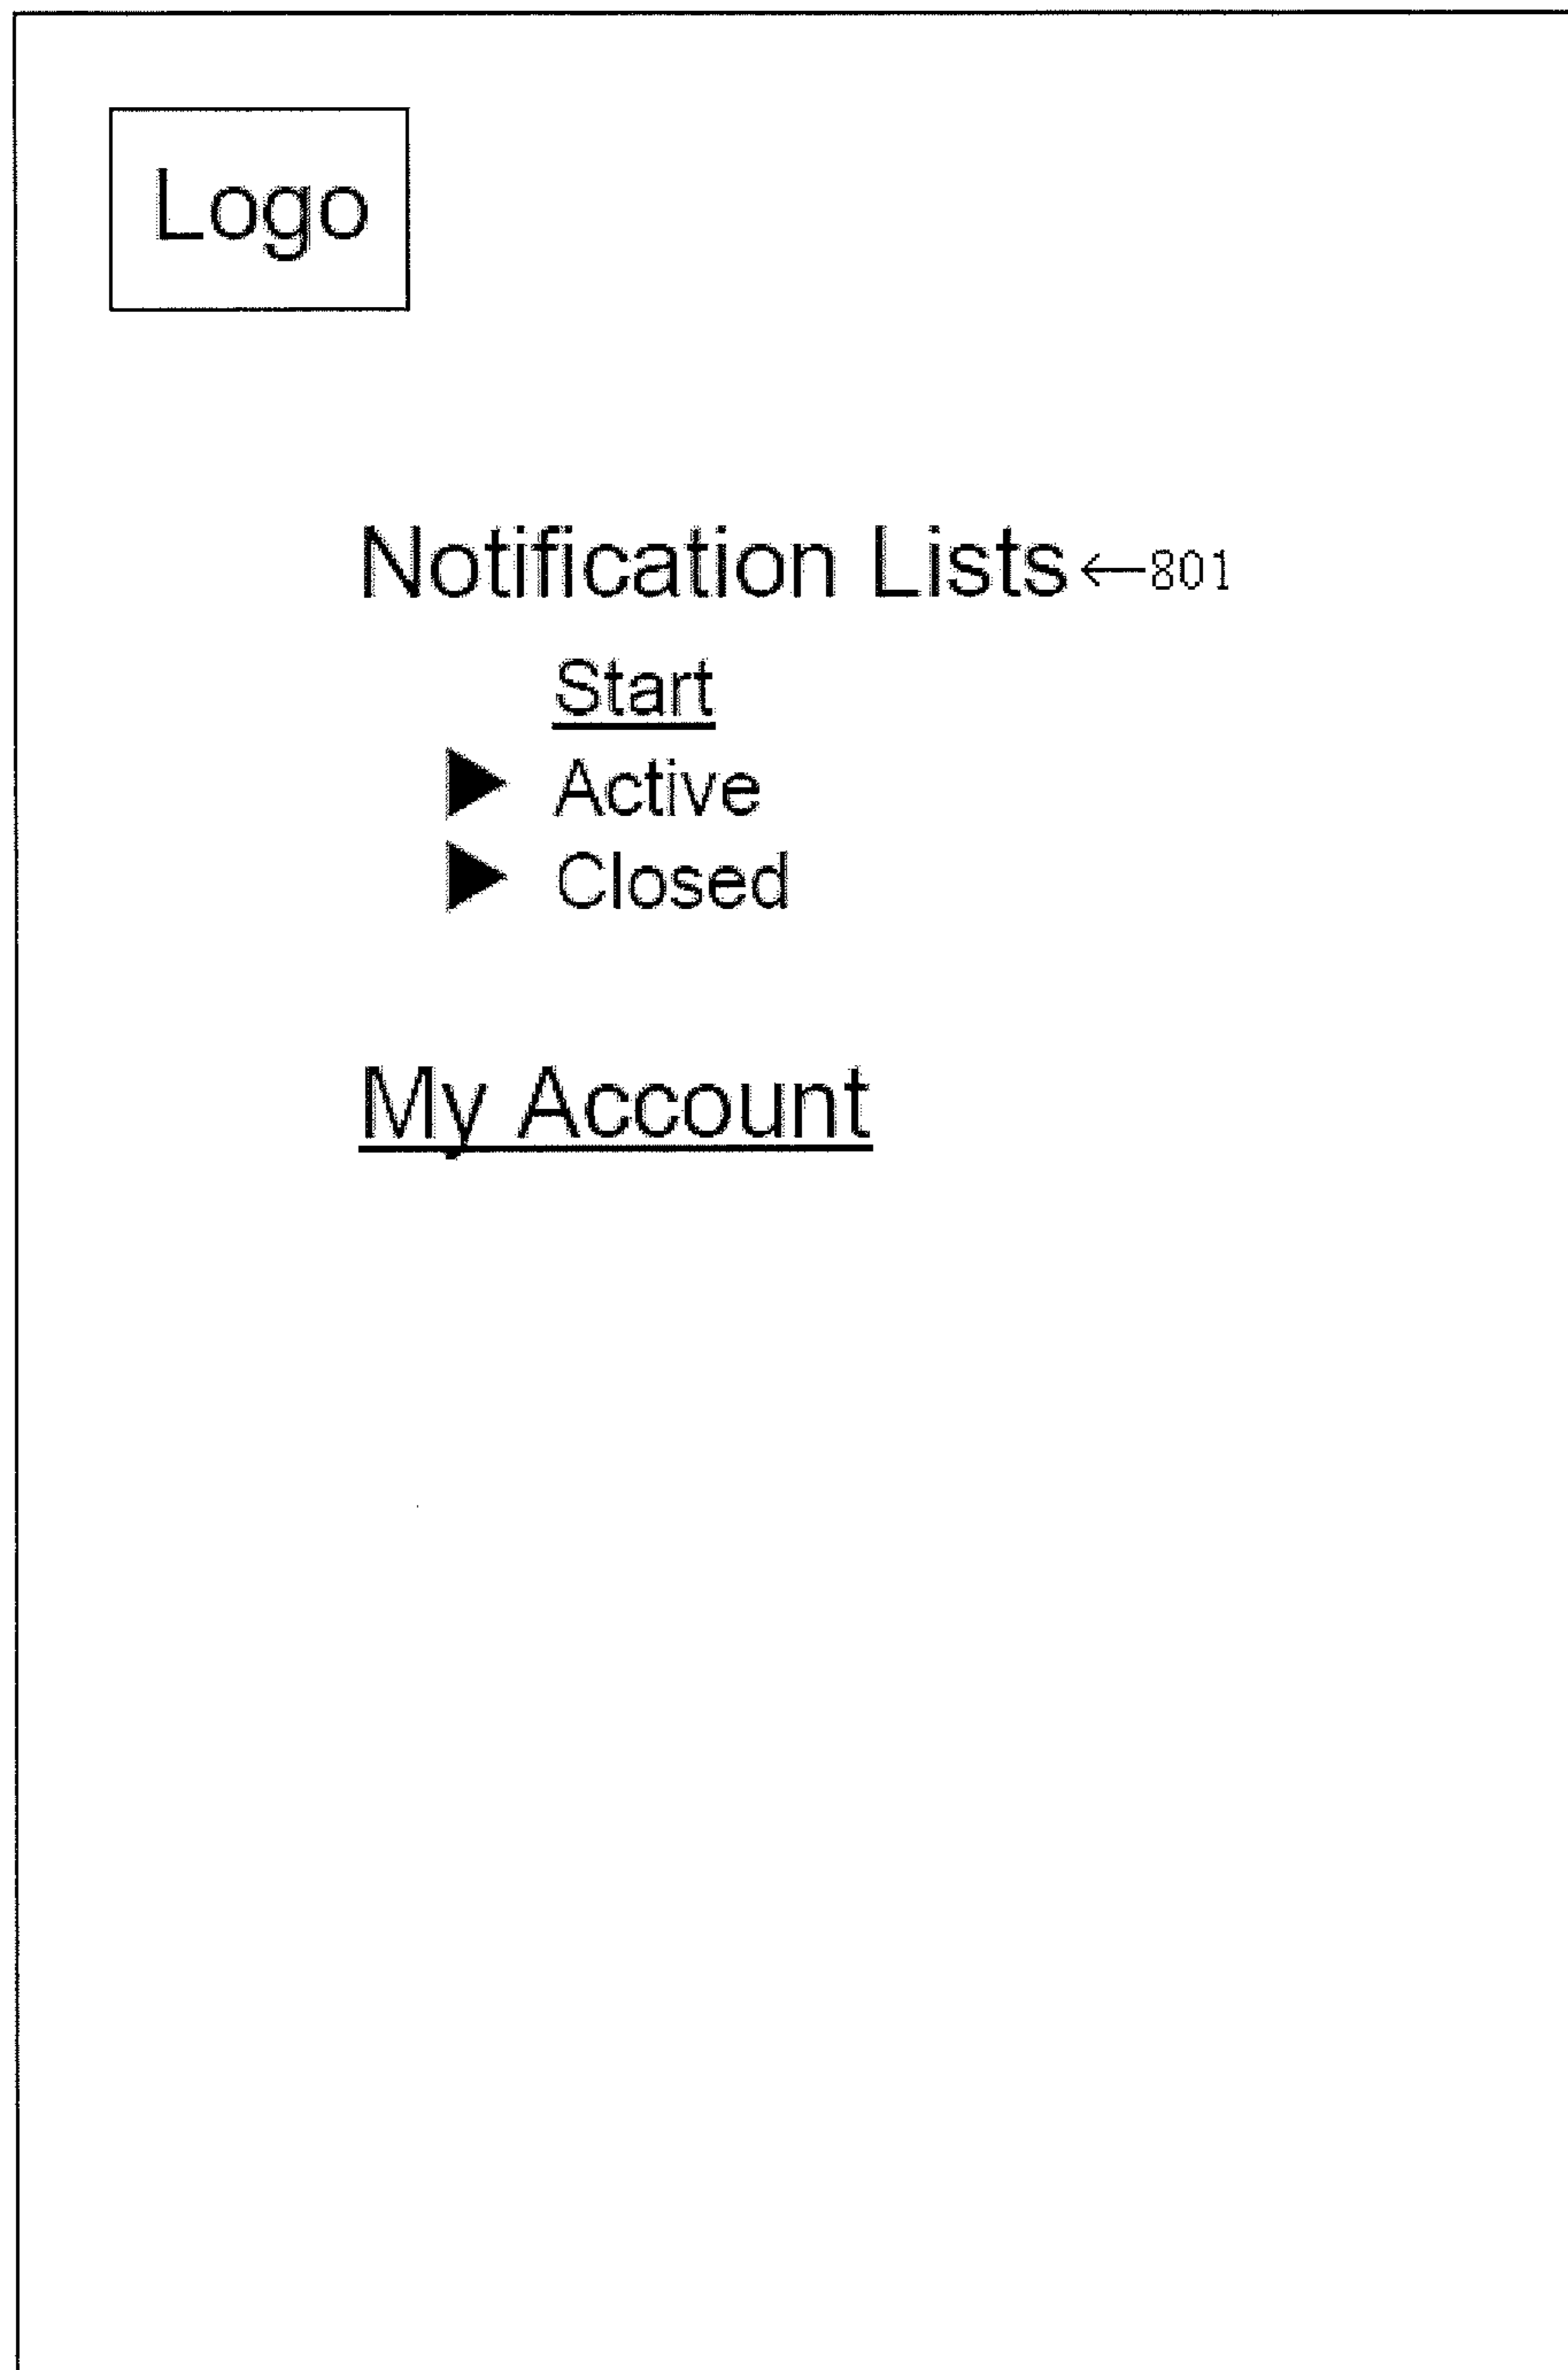 Logo
Notification Lists ←801
Start
▶ Active
▶ Closed
My Account